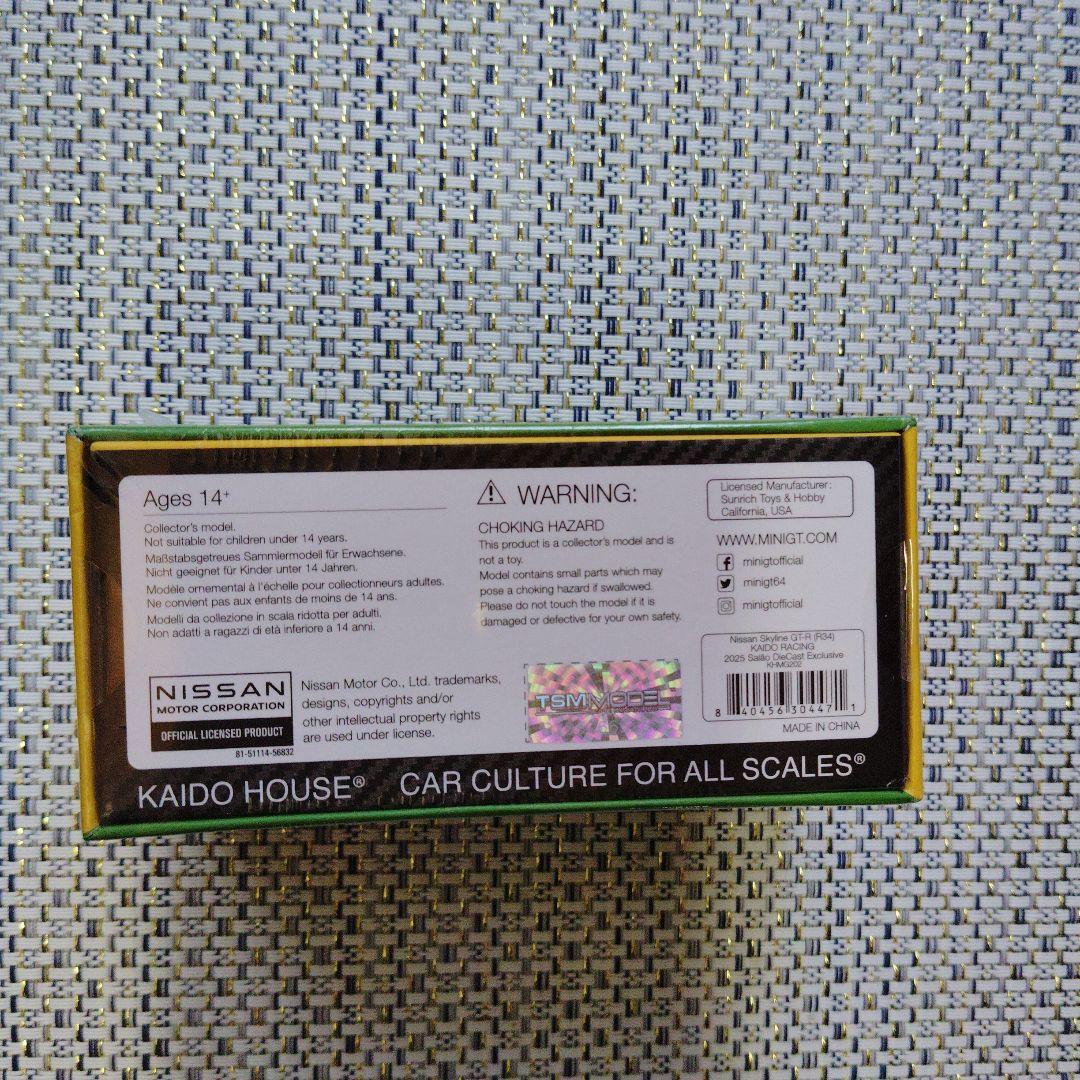 Ages 14+
Collector's model.
Not suitable for children under 14 years.
Maßstabsgetreues Sammiermodell für Erwachsene.
Nicht geeignet für Kinder unter 14 Jahren.
Modèle ornemental à l'échelle pour collectionneurs adultes.
Ne convient pas aux enfants de moins de 14 ans.
Modelli da collezione in scala ridotta per adulti.
Non adatti a ragazzi di età inferiore a 14 anni.
NISSAN
MOTOR CORPORATION
OFFICIAL LICENSED PRODUCT
81-51114-56832
Nissan Motor Co., Ltd. trademarks,
designs, copyrights and/or
other intellectual property rights
are used under license.
WARNING:
CHOKING HAZARD
This product is a collector's model and is
not a toy.
Model contains small parts which may
pose a choking hazard if swallowed.
Please do not touch the model if it is
damaged or defective for your own safety.
TSM MODEL
Licensed Manufacturer:
Sunrich Toys & Hobby
California, USA
WWW.MINIGT.COM
minigtofficial
minigt64
minigtofficial
Nissan Skyline GT-R (R34)
KAIDO RACING
2025 Salão DieCast Exclusive
KHMG202
8 40456 30447 1
MADE IN CHINA
KAIDO HOUSE® CAR CULTURE FOR ALL SCALES®